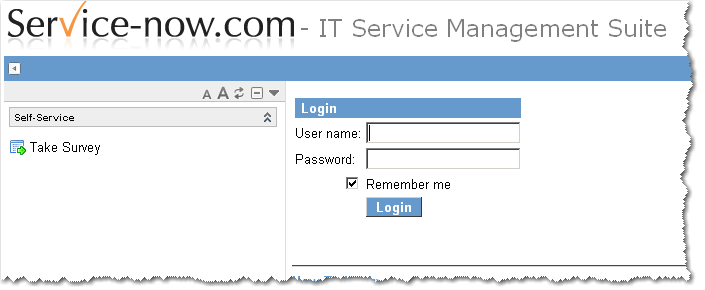 Service-now.com - IT Service Management Suite
A A
Self-Service
Take Survey
Login
User name:
Password:
Remember me
Login